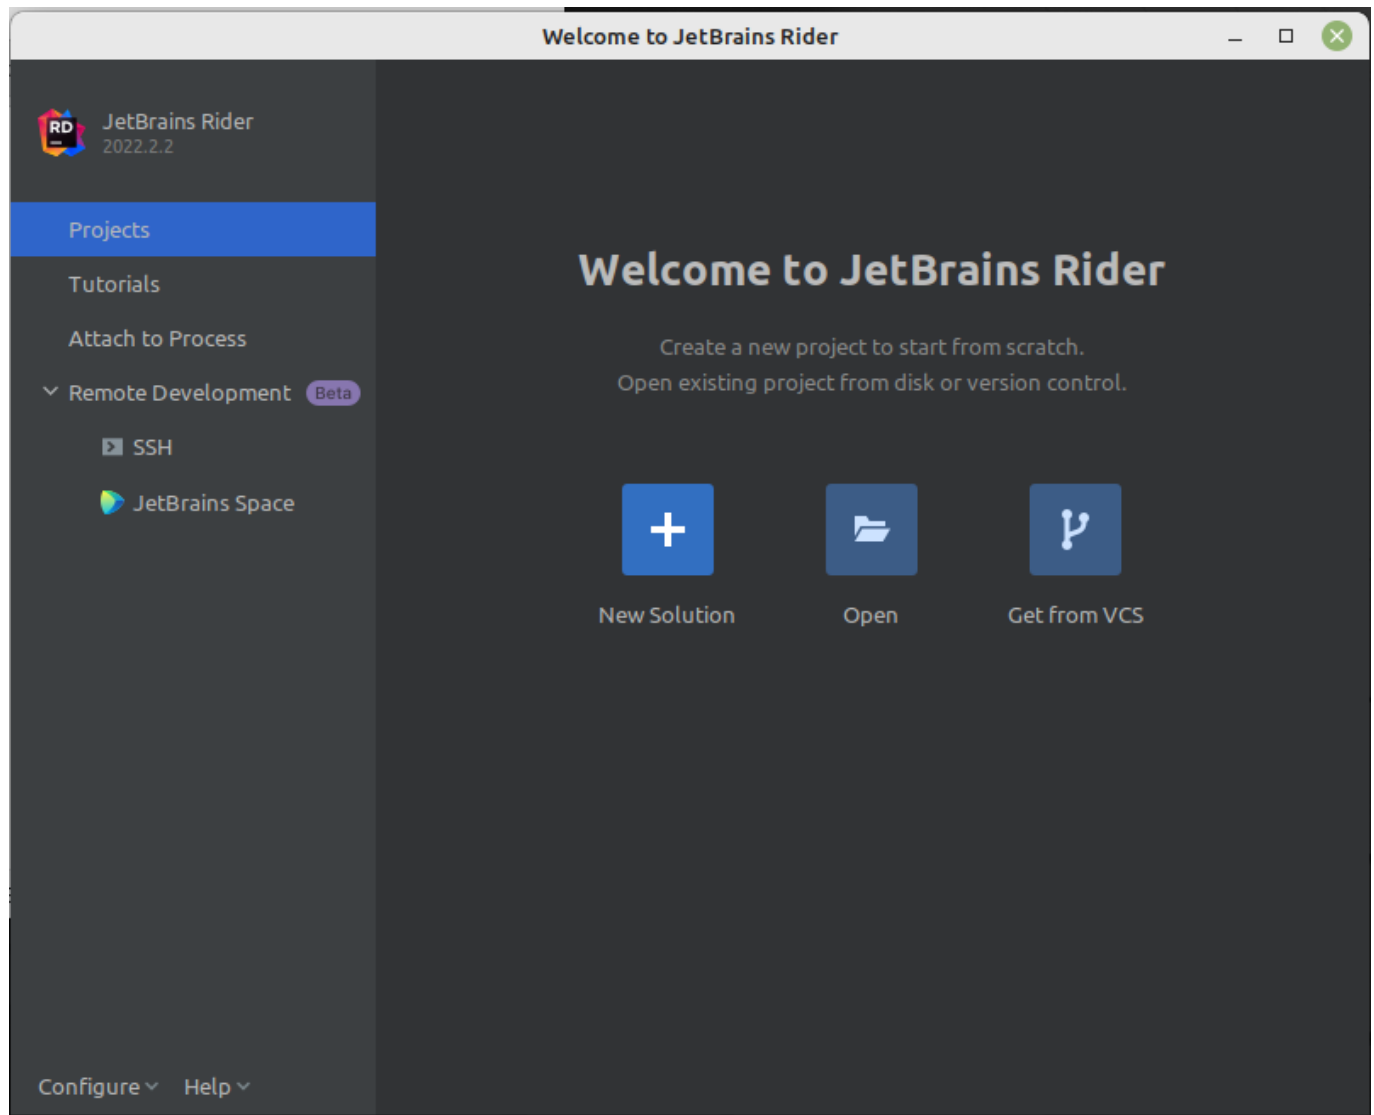 Welcome to JetBrains Rider
RD
JetBrains Rider
2022.2.2
Projects
Tutorials
Attach to Process
Remote Development Beta
SSH
JetBrains Space
Welcome to JetBrains Rider
Create a new project to start from scratch.
Open existing project from disk or version control.
New Solution Open Get from VCS
Configure Help